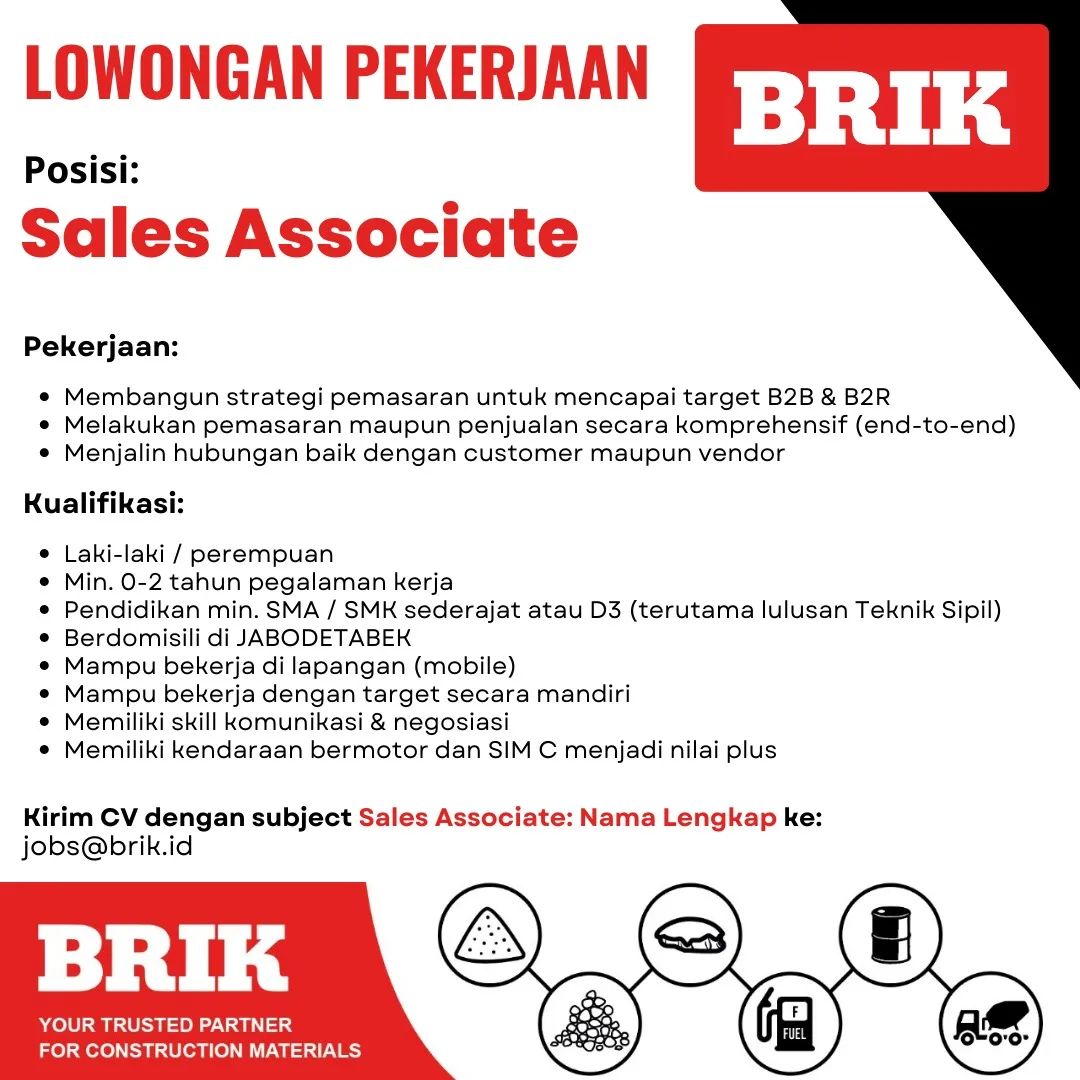 LOWONGAN PEKERJAAN
BRIK
Posisi:
Sales Associate
Pekerjaan:
• Membangun strategi pemasaran untuk mencapai target B2B & B2R
• Melakukan pemasaran maupun penjualan secara komprehensif (end-to-end)
• Menjalin hubungan baik dengan customer maupun vendor
Kualifikasi:
• Laki-laki / perempuan
• Min. 0-2 tahun pegalaman kerja
• Pendidikan min. SMA / SMK sederajat atau D3 (terutama lulusan Teknik Sipil)
• Berdomisili di JABODETABEK
• Mampu bekerja di lapangan (mobile)
• Mampu bekerja dengan target secara mandiri
• Memiliki skill komunikasi & negosiasi
• Memiliki kendaraan bermotor dan SIM C menjadi nilai plus
Kirim CV dengan subject Sales Associate: Nama Lengkap ke:
jobs@brik.id
BRIK
YOUR TRUSTED PARTNER
FOR CONSTRUCTION MATERIALS
F
FUEL